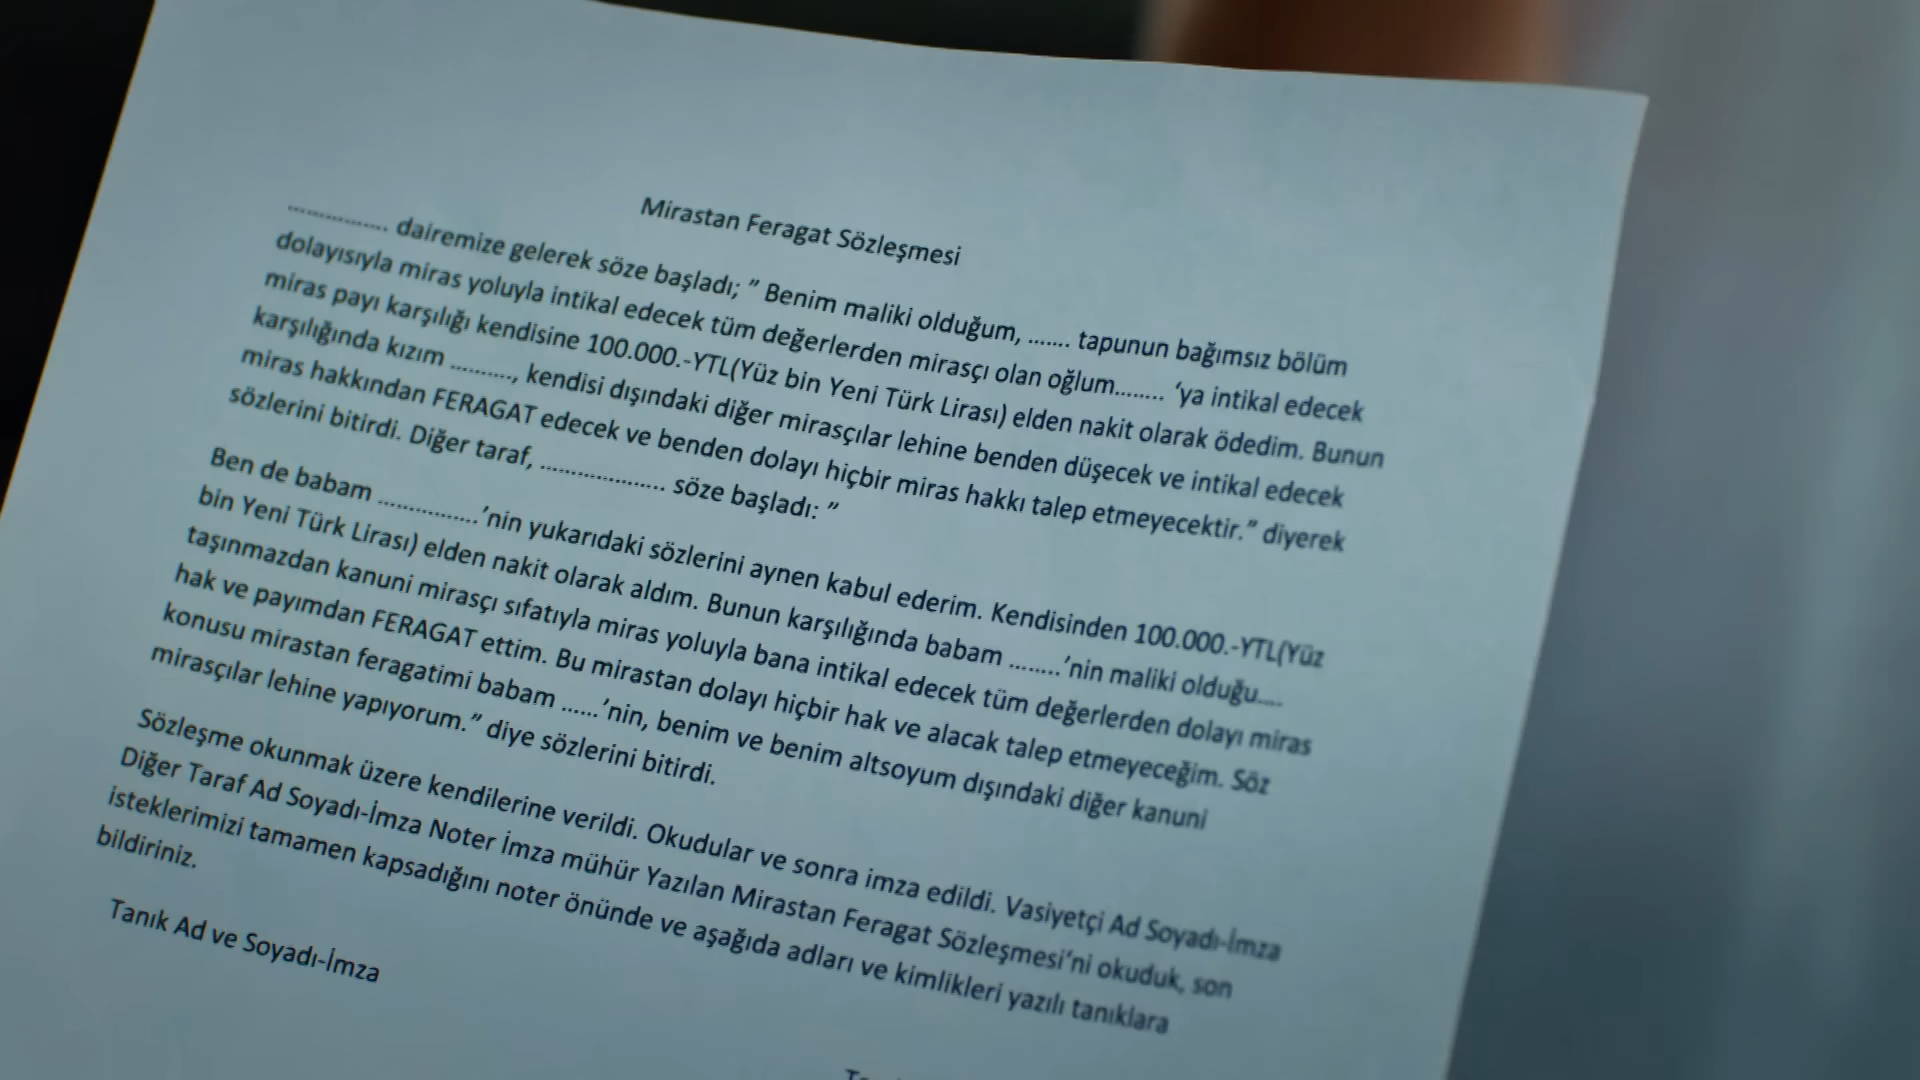 Mirastan Feragat Sözleşmesi
................ dairemize gelerek söze başladı; ” Benim maliki olduğum, ....... tapunun bağımsız bölüm
dolayısıyla miras yoluyla intikal edecek tüm değerlerden mirasçı olan oğlum........ ‘ya intikal edecek
miras payı karşılığı kendisine 100.000.-YTL(Yüz bin Yeni Türk Lirası) elden nakit olarak ödedim. Bunun
karşılığında kızım .........., kendisi dışındaki diğer mirasçılar lehine benden düşecek ve intikal edecek
miras hakkından FERAGAT edecek ve benden dolayı hiçbir miras hakkı talep etmeyecektir.” diyerek
sözlerini bitirdi. Diğer taraf, .................... söze başladı: ”
Ben de babam ................’nin yukarıdaki sözlerini aynen kabul ederim. Kendisinden 100.000.-YTL(Yüz
bin Yeni Türk Lirası) elden nakit olarak aldım. Bunun karşılığında babam ........’nin maliki olduğu....
taşınmazdan kanuni mirasçı sıfatıyla miras yoluyla bana intikal edecek tüm değerlerden dolayı miras
hak ve payımdan FERAGAT ettim. Bu mirastan dolayı hiçbir hak ve alacak talep etmeyeceğim. Söz
konusu mirastan feragatimi babam ......’nin, benim ve benim altsoyum dışındaki diğer kanuni
mirasçılar lehine yapıyorum.” diye sözlerini bitirdi.
Sözleşme okunmak üzere kendilerine verildi. Okudular ve sonra imza edildi. Vasiyetçi Ad Soyadı-İmza
Diğer Taraf Ad Soyadı-İmza Noter İmza mühür Yazılan Mirastan Feragat Sözleşmesi’ni okuduk, son
isteklerimizi tamamen kapsadığını noter önünde ve aşağıda adları ve kimlikleri yazılı tanıklara
bildiriniz.
Tanık Ad ve Soyadı-İmza